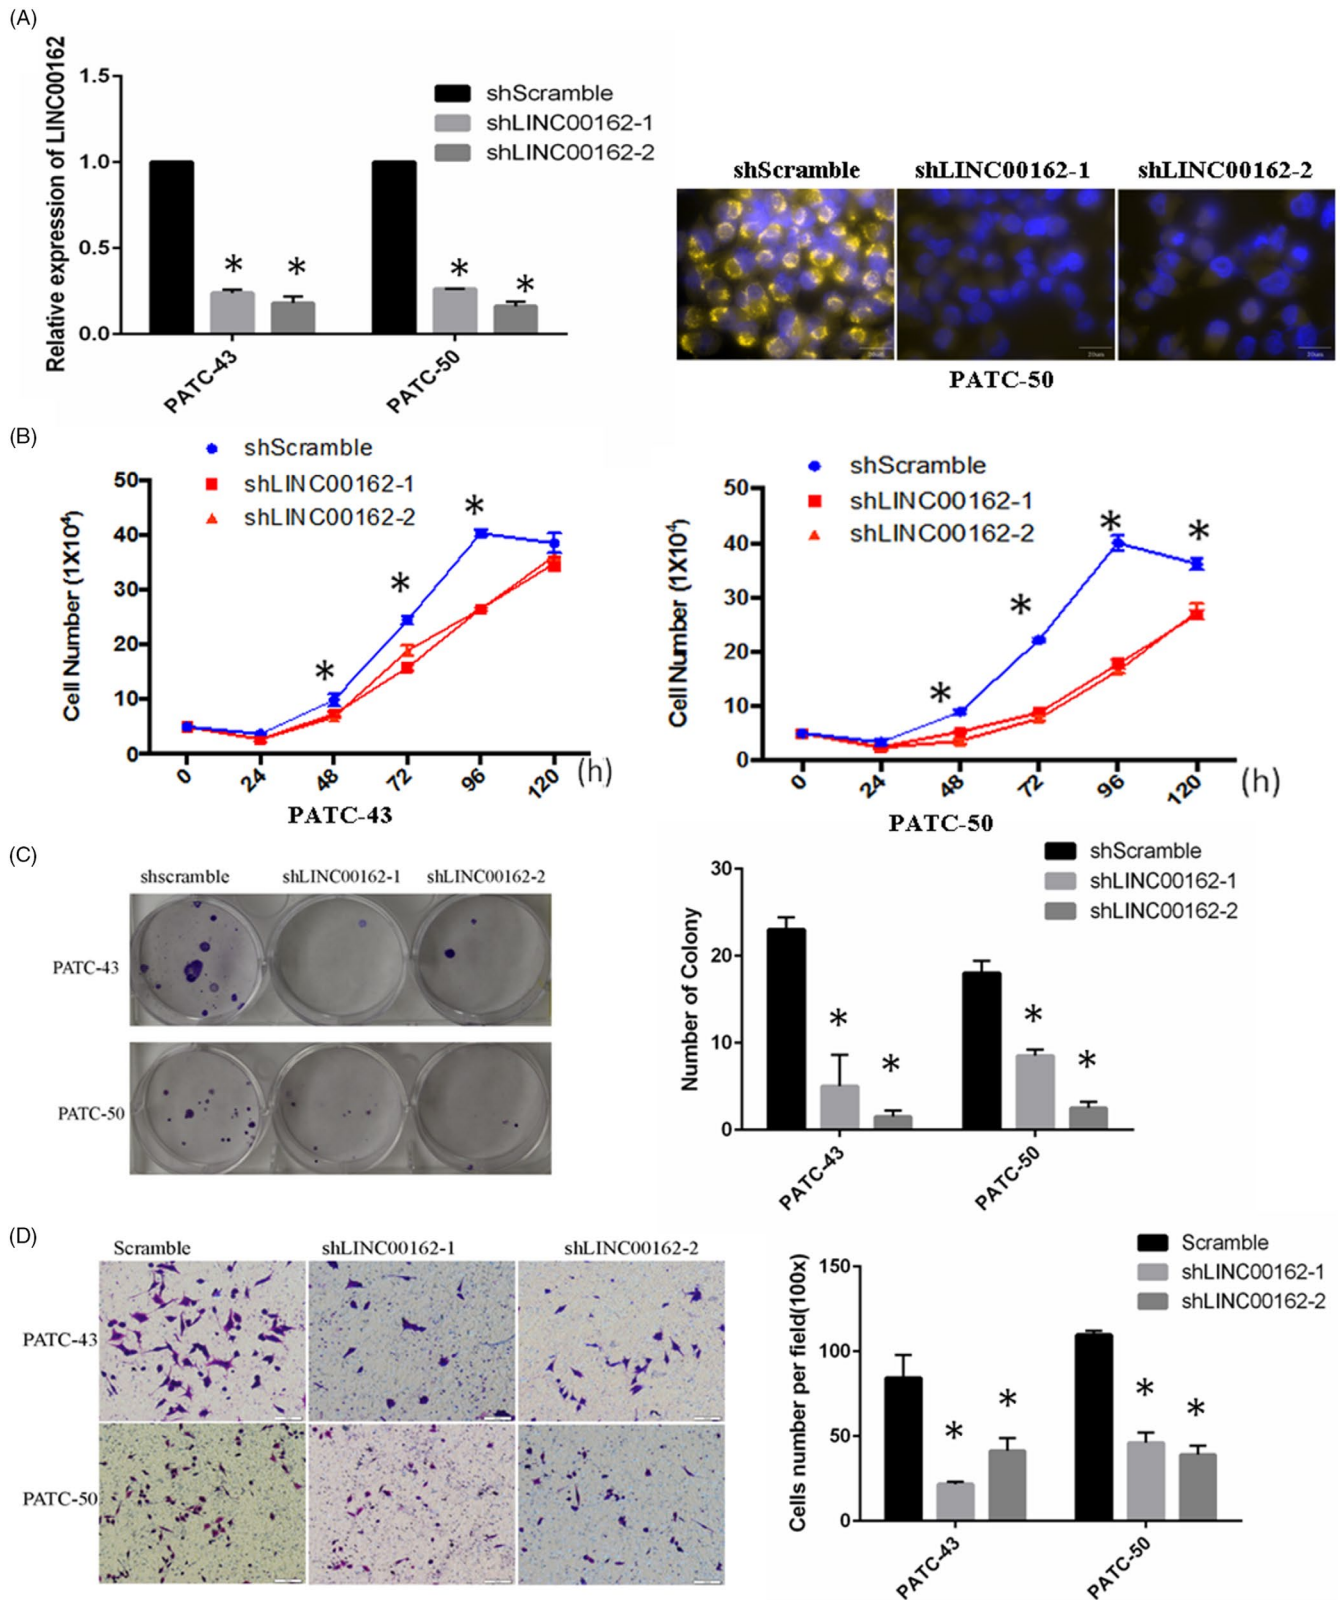 (A)
Relative expression of LINC00162
1.5
1.0
0.5
0.0
shScramble
shLINC00162-1
shLINC00162-2
*
*
*
*
PATC-43
PATC-50
shScramble
shLINC00162-1
shLINC00162-2
20um
20um
PATC-50
(B)
shScramble
shLINC00162-1
shLINC00162-2
Cell Number (1X10⁴)
50
40
30
20
10
0
*
*
*
0
24
48
72
96
120
(h)
PATC-43
shScramble
shLINC00162-1
shLINC00162-2
Cell Number (1X10⁴)
50
40
30
20
10
0
*
*
*
*
0
24
48
72
96
120
(h)
PATC-50
(C)
shscramble
shLINC00162-1
shLINC00162-2
PATC-43
PATC-50
shScramble
shLINC00162-1
shLINC00162-2
Number of Colony
30
20
10
0
*
*
*
*
PATC-43
PATC-50
(D)
Scramble
shLINC00162-1
shLINC00162-2
PATC-43
PATC-50
Scramble
shLINC00162-1
shLINC00162-2
Cells number per field(100x)
150
100
50
0
*
*
*
*
PATC-43
PATC-50